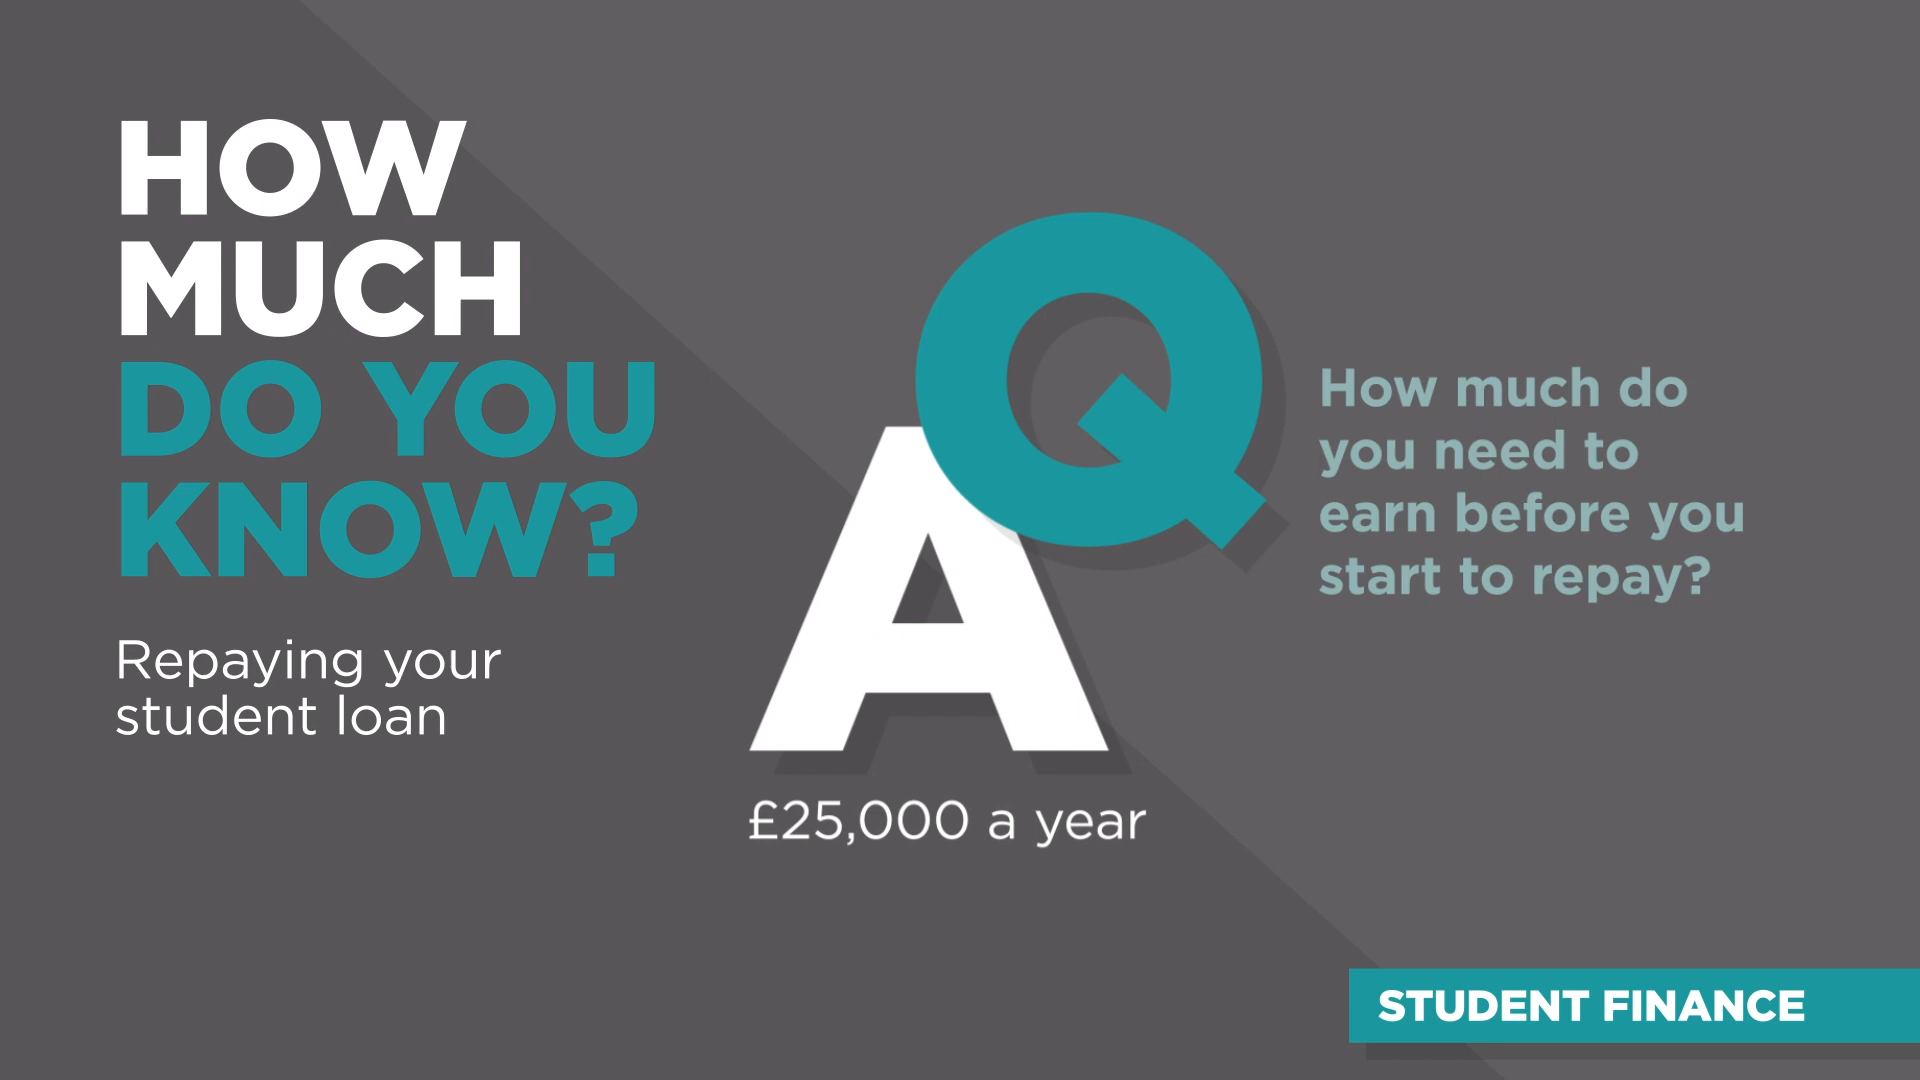 HOW
MUCH
DO YOU
KNOW?
Repaying your
student loan
Q
How much do
you need to
earn before you
start to repay?
A
£25,000 a year
STUDENT FINANCE